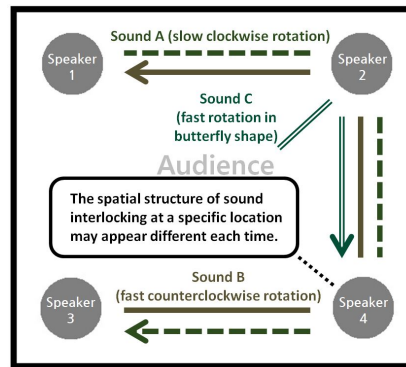 Sound A (slow clockwise rotation)
Speaker
1
Speaker
2
Sound C
(fast rotation in
butterfly shape)
Audience
The spatial structure of sound
interlocking at a specific location
may appear different each time.
Sound B
(fast counterclockwise rotation)
Speaker
3
Speaker
4